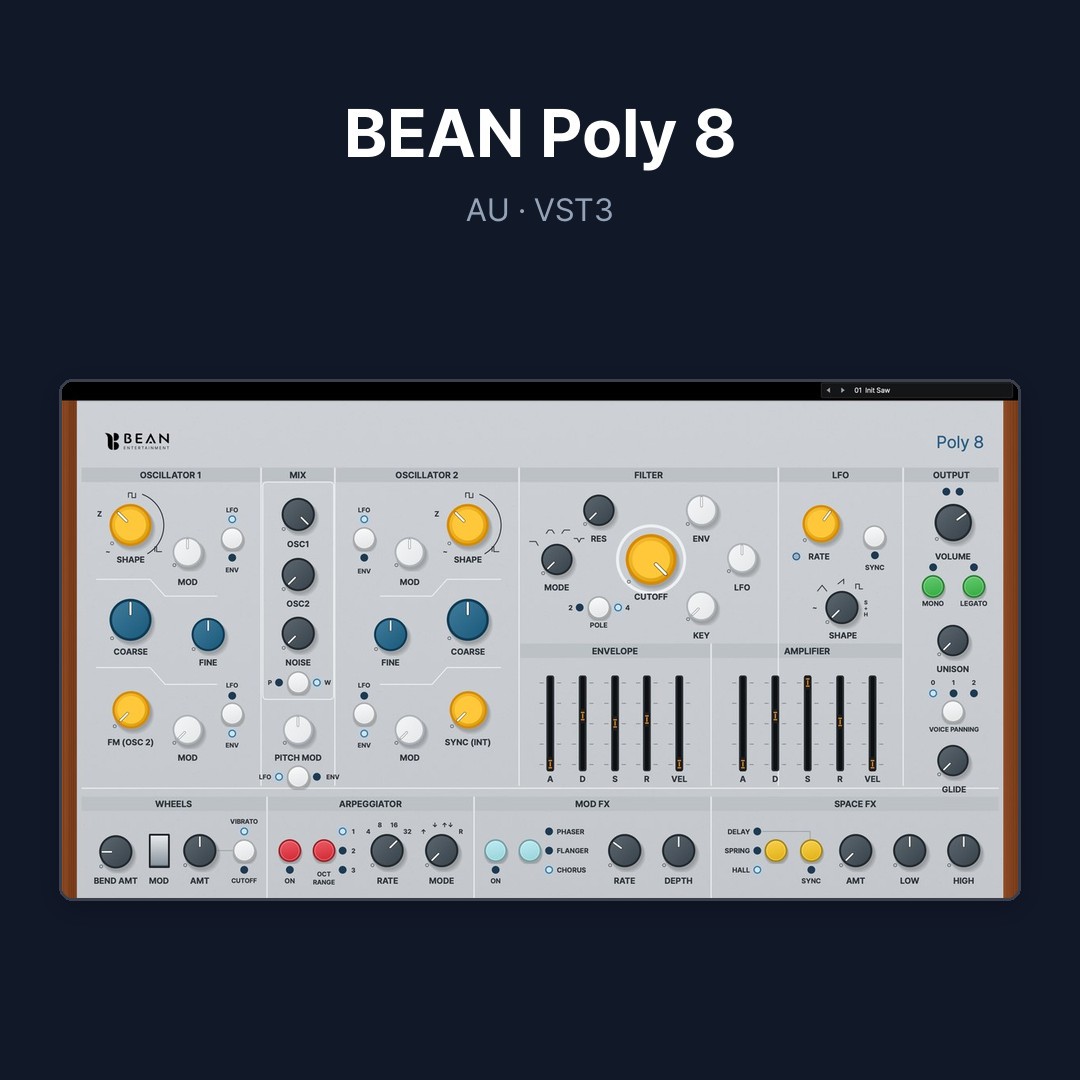 BEAN Poly 8
AU · VST3
01 Init Saw
BEAN
ENTERTAINMENT
Poly 8
OSCILLATOR 1
MIX
OSCILLATOR 2
FILTER
LFO
OUTPUT
Z
SHAPE
MOD
LFO
ENV
OSC1
OSC2
NOISE
P
W
LFO
ENV
MOD
Z
SHAPE
COARSE
FINE
FINE
COARSE
FM (OSC 2)
MOD
LFO
ENV
PITCH MOD
LFO
ENV
LFO
ENV
MOD
SYNC (INT)
RES
MODE
CUTOFF
ENV
LFO
KEY
2
4
POLE
RATE
SYNC
SHAPE
S
+
H
VOLUME
MONO
LEGATO
UNISON
0 1 2
VOICE PANNING
GLIDE
ENVELOPE
AMPLIFIER
A D S R VEL
A D S R VEL
WHEELS
ARPEGGIATOR
MOD FX
SPACE FX
BEND AMT
MOD
AMT
VIBRATO
CUTOFF
ON
OCT
RANGE
1
2
3
4 8 16 32
RATE
↑ ↓ ↑↓ R
MODE
ON
PHASER
FLANGER
CHORUS
RATE
DEPTH
DELAY
SPRING
HALL
SYNC
AMT
LOW
HIGH